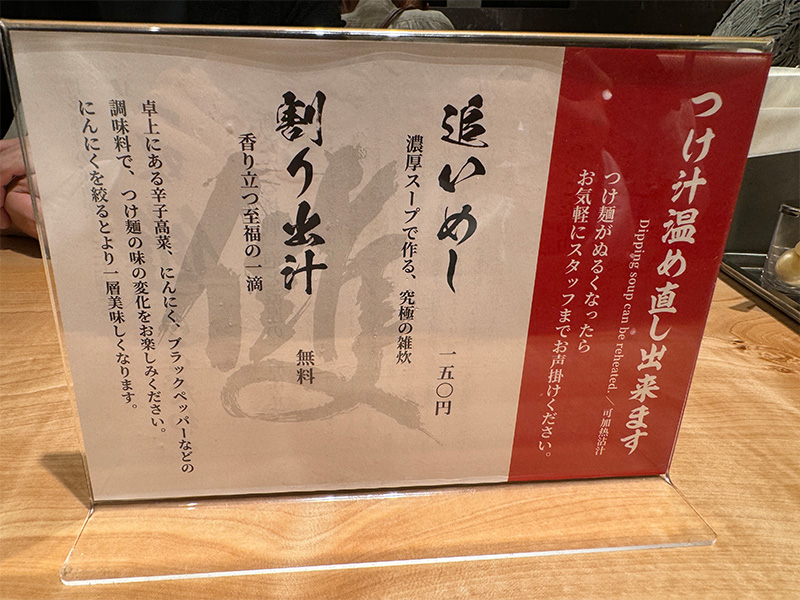 つけ汁温め直し出来ます
Dipping soup can be reheated. ／可加热沾汁
つけ麺がぬるくなったら
お気軽にスタッフまでお声掛けください。
追いめし
一五〇円
濃厚スープで作る、究極の雑炊
割り出汁
無料
香り立つ至福の一滴
卓上にある辛子高菜、にんにく、ブラックペッパーなどの
調味料で、つけ麺の味の変化をお楽しみください。
にんにくを絞るとより一層美味しくなります。